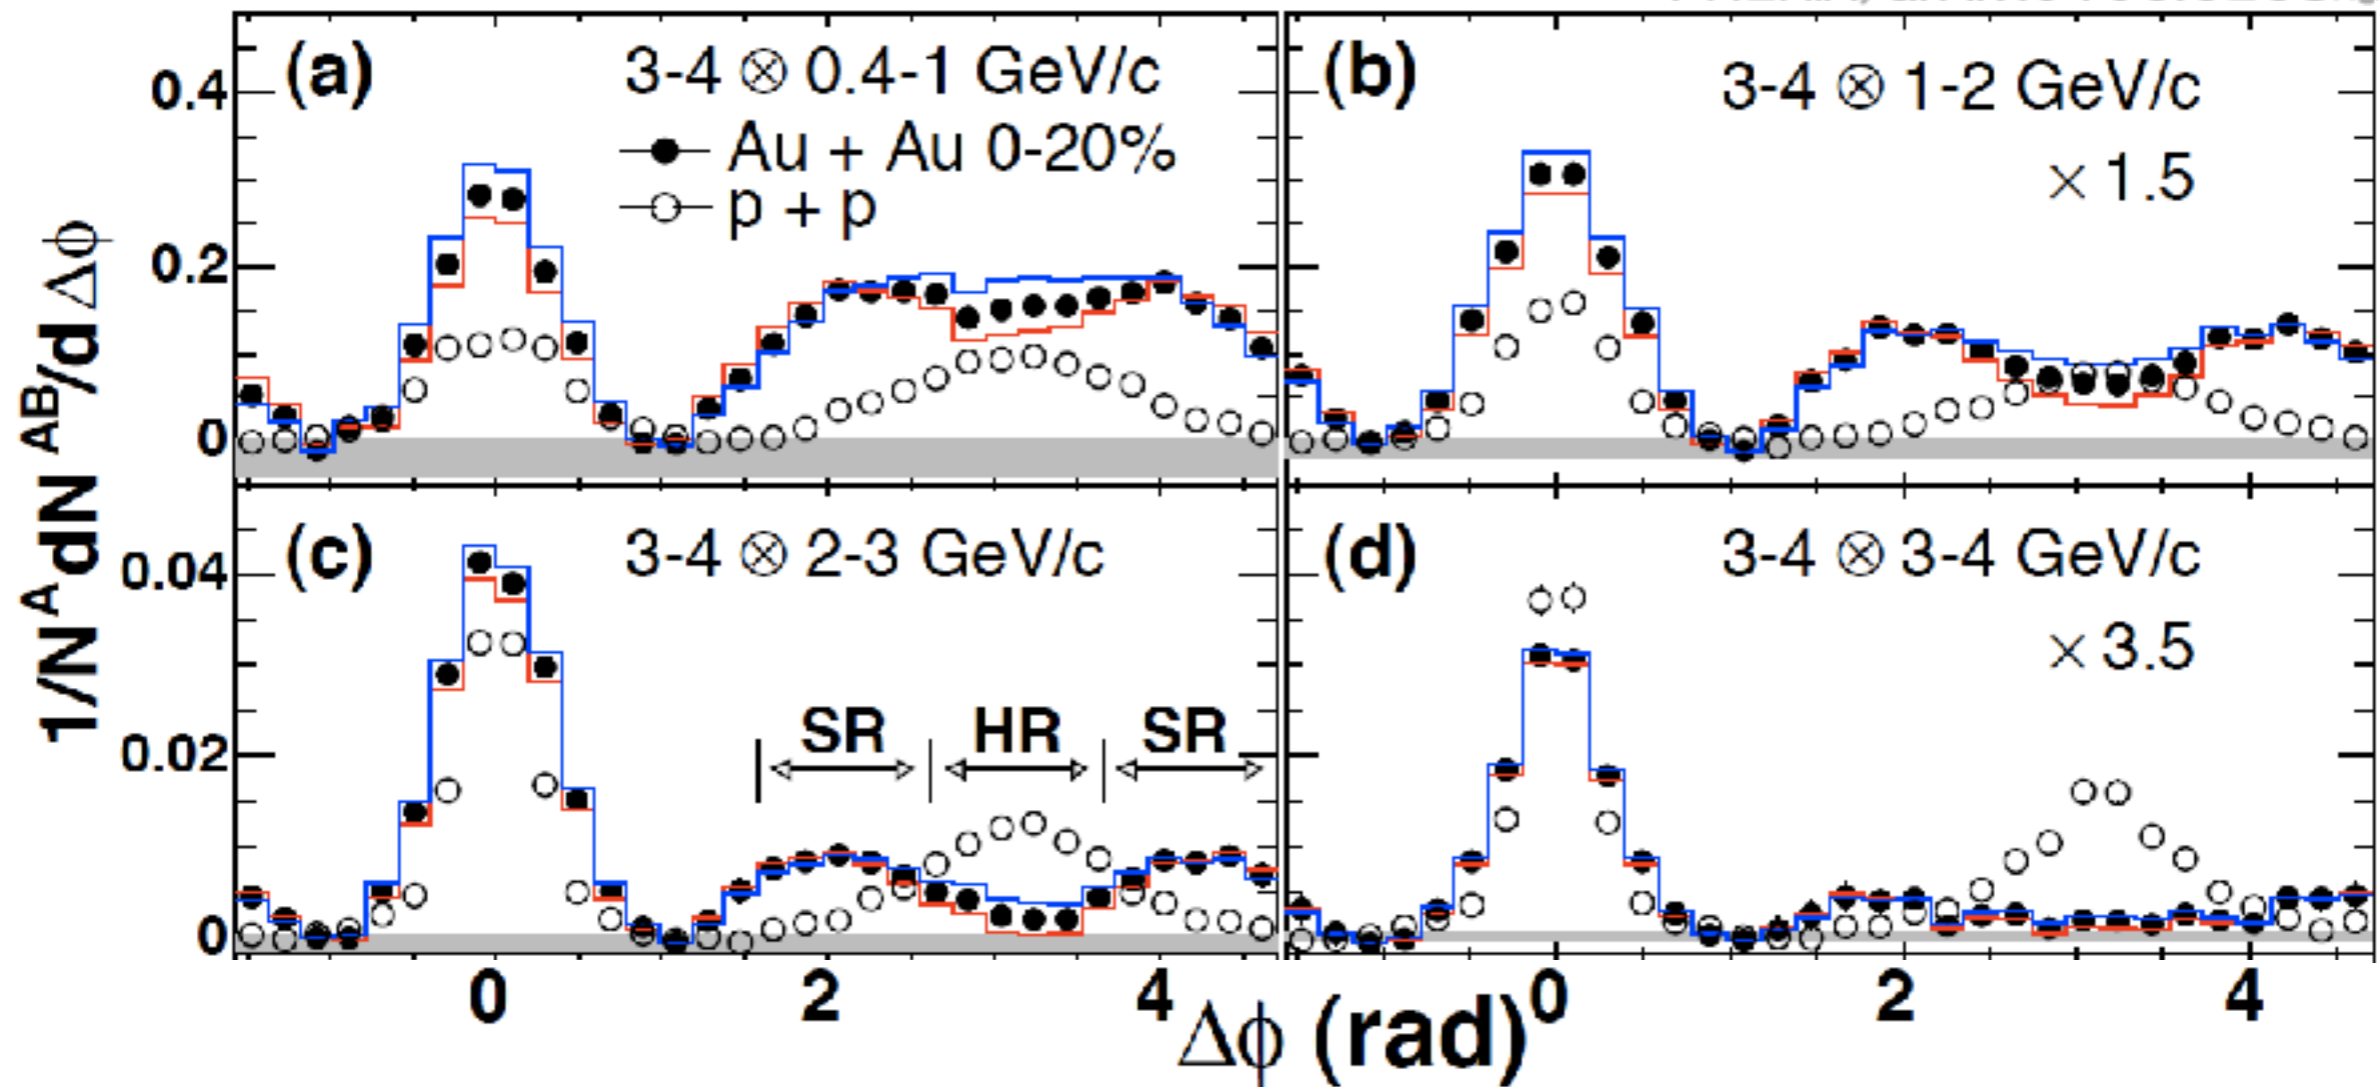 (a) 3-4 ⊗ 0.4-1 GeV/c
Au + Au 0-20%
p + p
(b) 3-4 ⊗ 1-2 GeV/c
× 1.5
0.4
0.2
0
(c) 3-4 ⊗ 2-3 GeV/c
SR HR SR
(d) 3-4 ⊗ 3-4 GeV/c
× 3.5
0.04
0.02
0
1/N^A dN^AB/d Δϕ
0 2 4 0 2 4
Δϕ (rad)